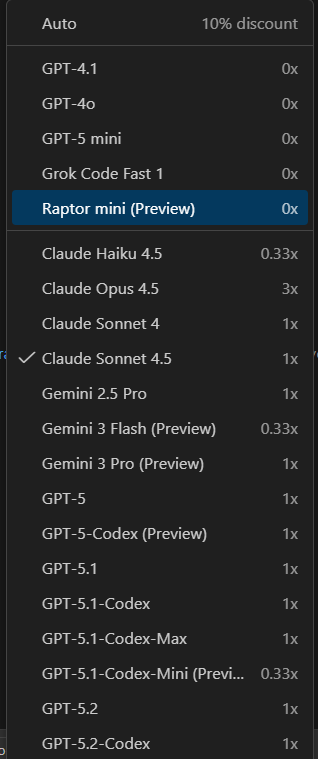 Auto 10% discount
GPT-4.1 0x
GPT-4o 0x
GPT-5 mini 0x
Grok Code Fast 1 0x
Raptor mini (Preview) 0x
Claude Haiku 4.5 0.33x
Claude Opus 4.5 3x
Claude Sonnet 4 1x
Claude Sonnet 4.5 1x
Gemini 2.5 Pro 1x
Gemini 3 Flash (Preview) 0.33x
Gemini 3 Pro (Preview) 1x
GPT-5 1x
GPT-5-Codex (Preview) 1x
GPT-5.1 1x
GPT-5.1-Codex 1x
GPT-5.1-Codex-Max 1x
GPT-5.1-Codex-Mini (Previ... 0.33x
GPT-5.2 1x
GPT-5.2-Codex 1x